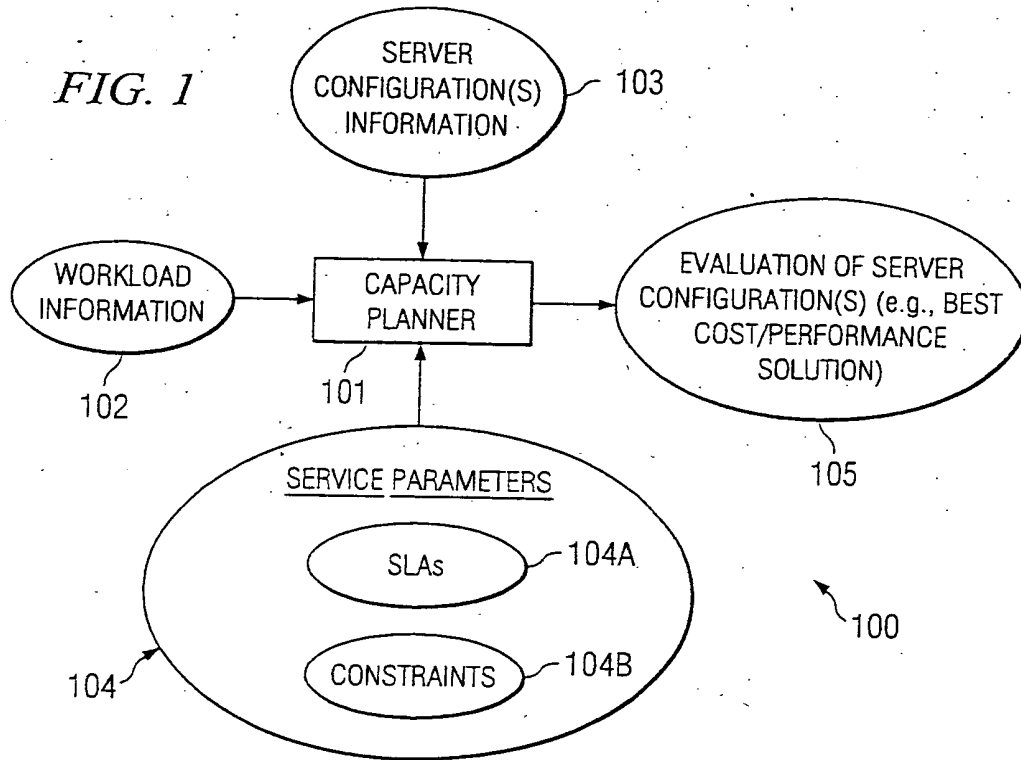 FIG. 1
SERVER
CONFIGURATION(S)
INFORMATION
103
WORKLOAD
INFORMATION
102
CAPACITY
PLANNER
101
EVALUATION OF SERVER
CONFIGURATION(S) (e.g., BEST
COST/PERFORMANCE
SOLUTION)
105
SERVICE PARAMETERS
SLAs
104A
CONSTRAINTS
104B
104
100